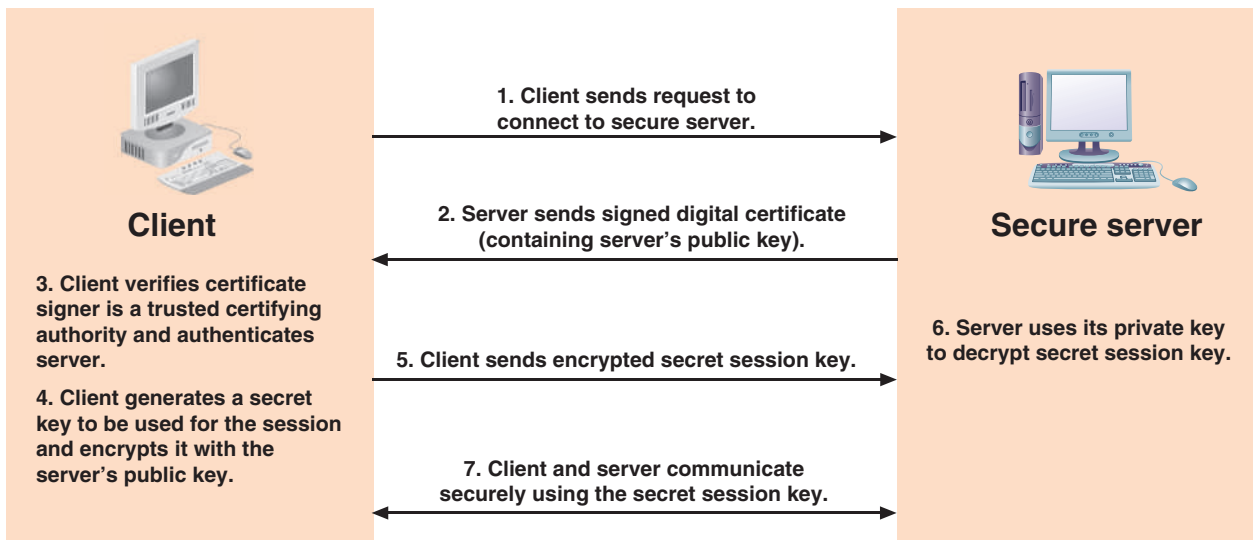 1. Client sends request to
connect to secure server.
Client
2. Server sends signed digital certificate
(containing server’s public key).
Secure server
3. Client verifies certificate
signer is a trusted certifying
authority and authenticates
server.
4. Client generates a secret
key to be used for the session
and encrypts it with the
server’s public key.
5. Client sends encrypted secret session key.
6. Server uses its private key
to decrypt secret session key.
7. Client and server communicate
securely using the secret session key.